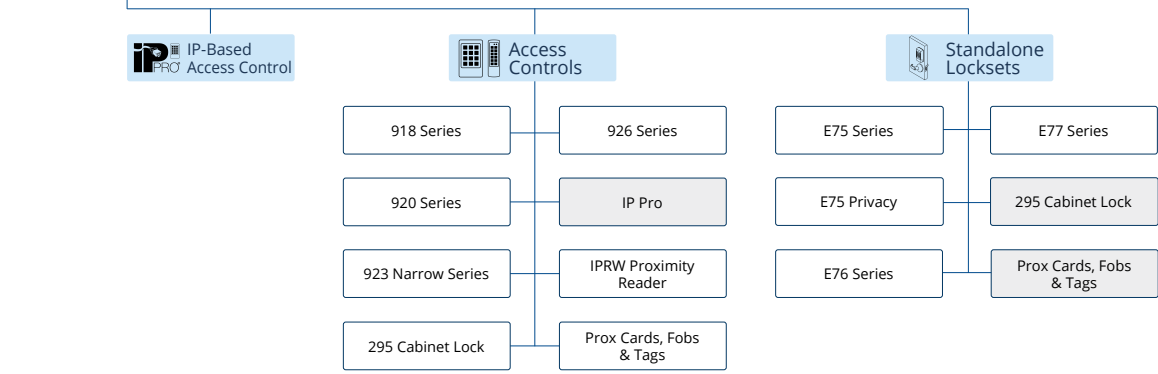 iP
PRO
IP-Based
Access Control
Access
Controls
Standalone
Locksets
918 Series
926 Series
920 Series
IP Pro
923 Narrow Series
IPRW Proximity
Reader
295 Cabinet Lock
Prox Cards, Fobs
& Tags
E75 Series
E77 Series
E75 Privacy
295 Cabinet Lock
E76 Series
Prox Cards, Fobs
& Tags